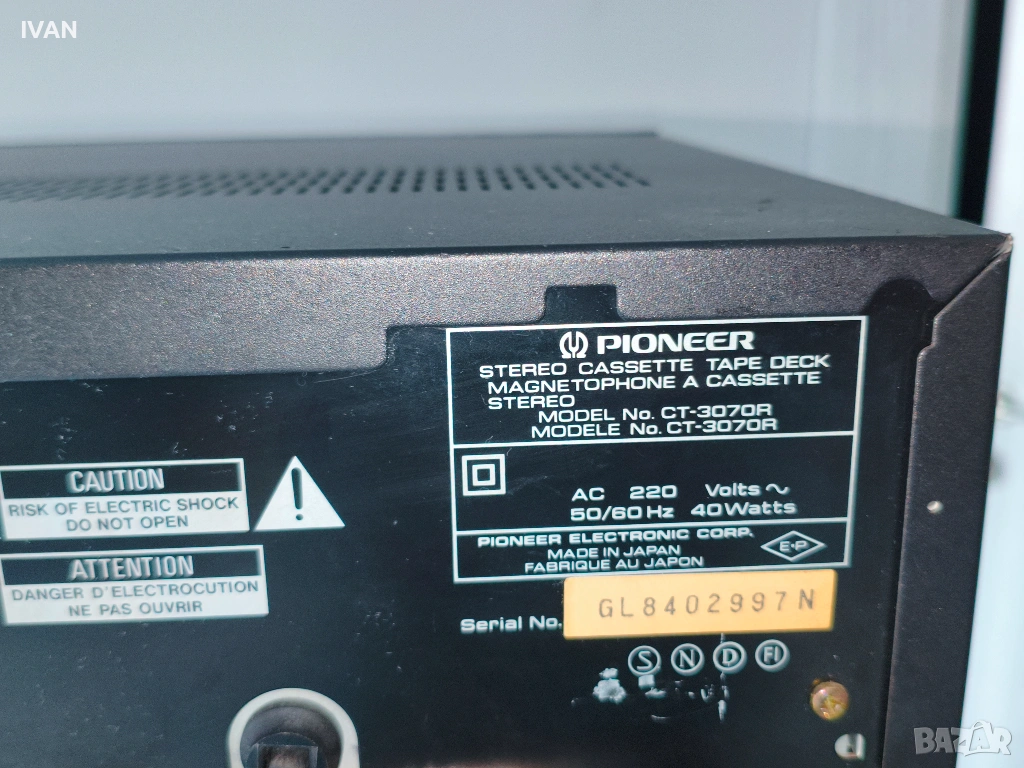 IVAN
PIONEER
STEREO CASSETTE TAPE DECK
MAGNETOPHONE A CASSETTE
STEREO
MODEL No. CT-3070R
MODELE No. CT-3070R
AC 220 Volts ~
50/60 Hz 40 Watts
PIONEER ELECTRONIC CORP.
MADE IN JAPAN
FABRIQUE AU JAPON
E·P
CAUTION
RISK OF ELECTRIC SHOCK
DO NOT OPEN
!
ATTENTION
DANGER D'ELECTROCUTION
NE PAS OUVRIR
Serial No. GL8402997N
S N D FI
BAZAR